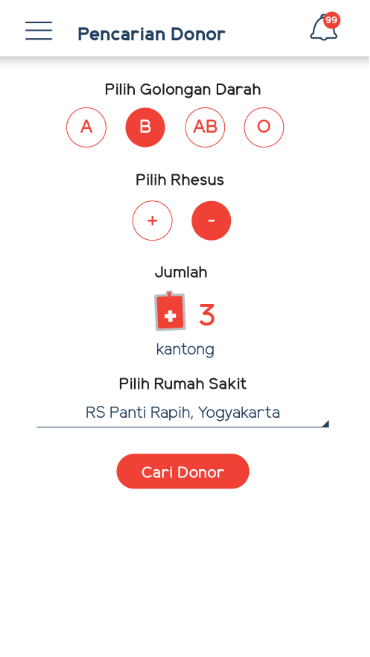 Pencarian Donor
99
Pilih Golongan Darah
A B AB O
Pilih Rhesus
+ -
Jumlah
3
kantong
Pilih Rumah Sakit
RS Panti Rapih, Yogyakarta
Cari Donor